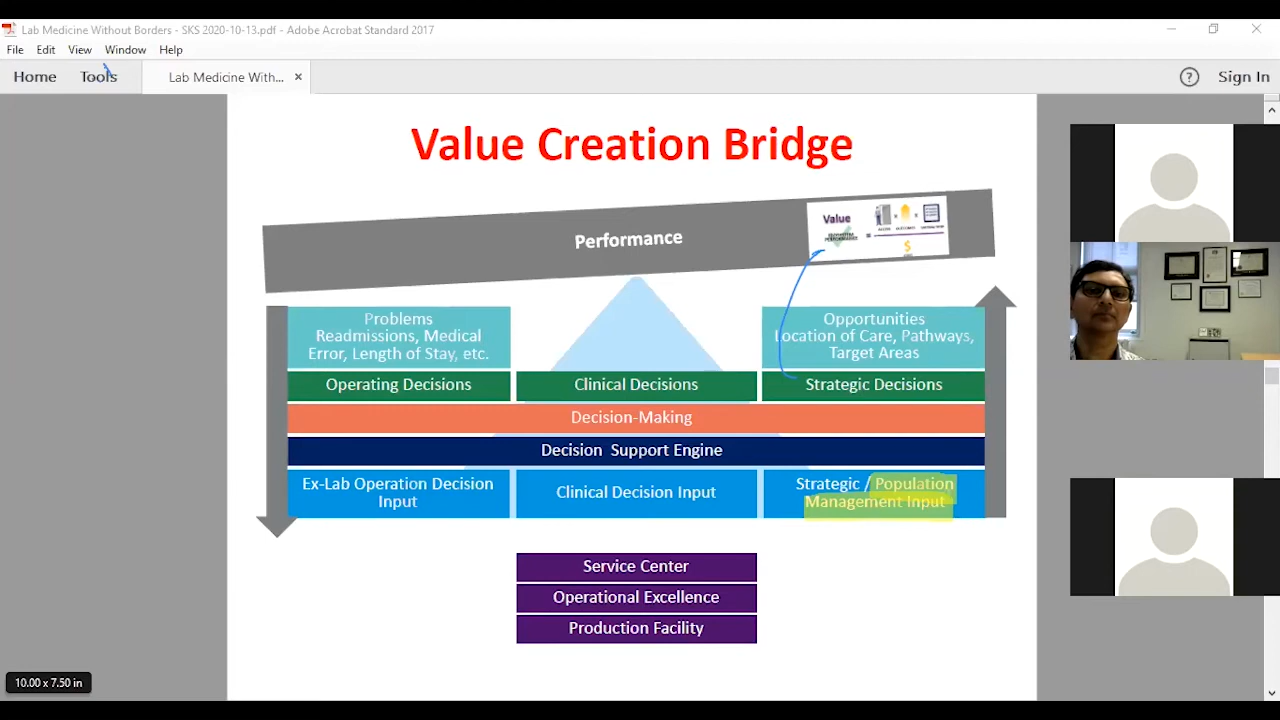 Lab Medicine Without Borders - SKS 2020-10-13.pdf - Adobe Acrobat Standard 2017
File Edit View Window Help
Home Tools Lab Medicine With... × ? Sign In
Value Creation Bridge
Performance
Value
=
$
Problems
Readmissions, Medical
Error, Length of Stay, etc.
Opportunities
Location of Care, Pathways,
Target Areas
Operating Decisions
Clinical Decisions
Strategic Decisions
Decision-Making
Decision Support Engine
Ex-Lab Operation Decision
Input
Clinical Decision Input
Strategic / Population
Management Input
Service Center
Operational Excellence
Production Facility
10.00 x 7.50 in